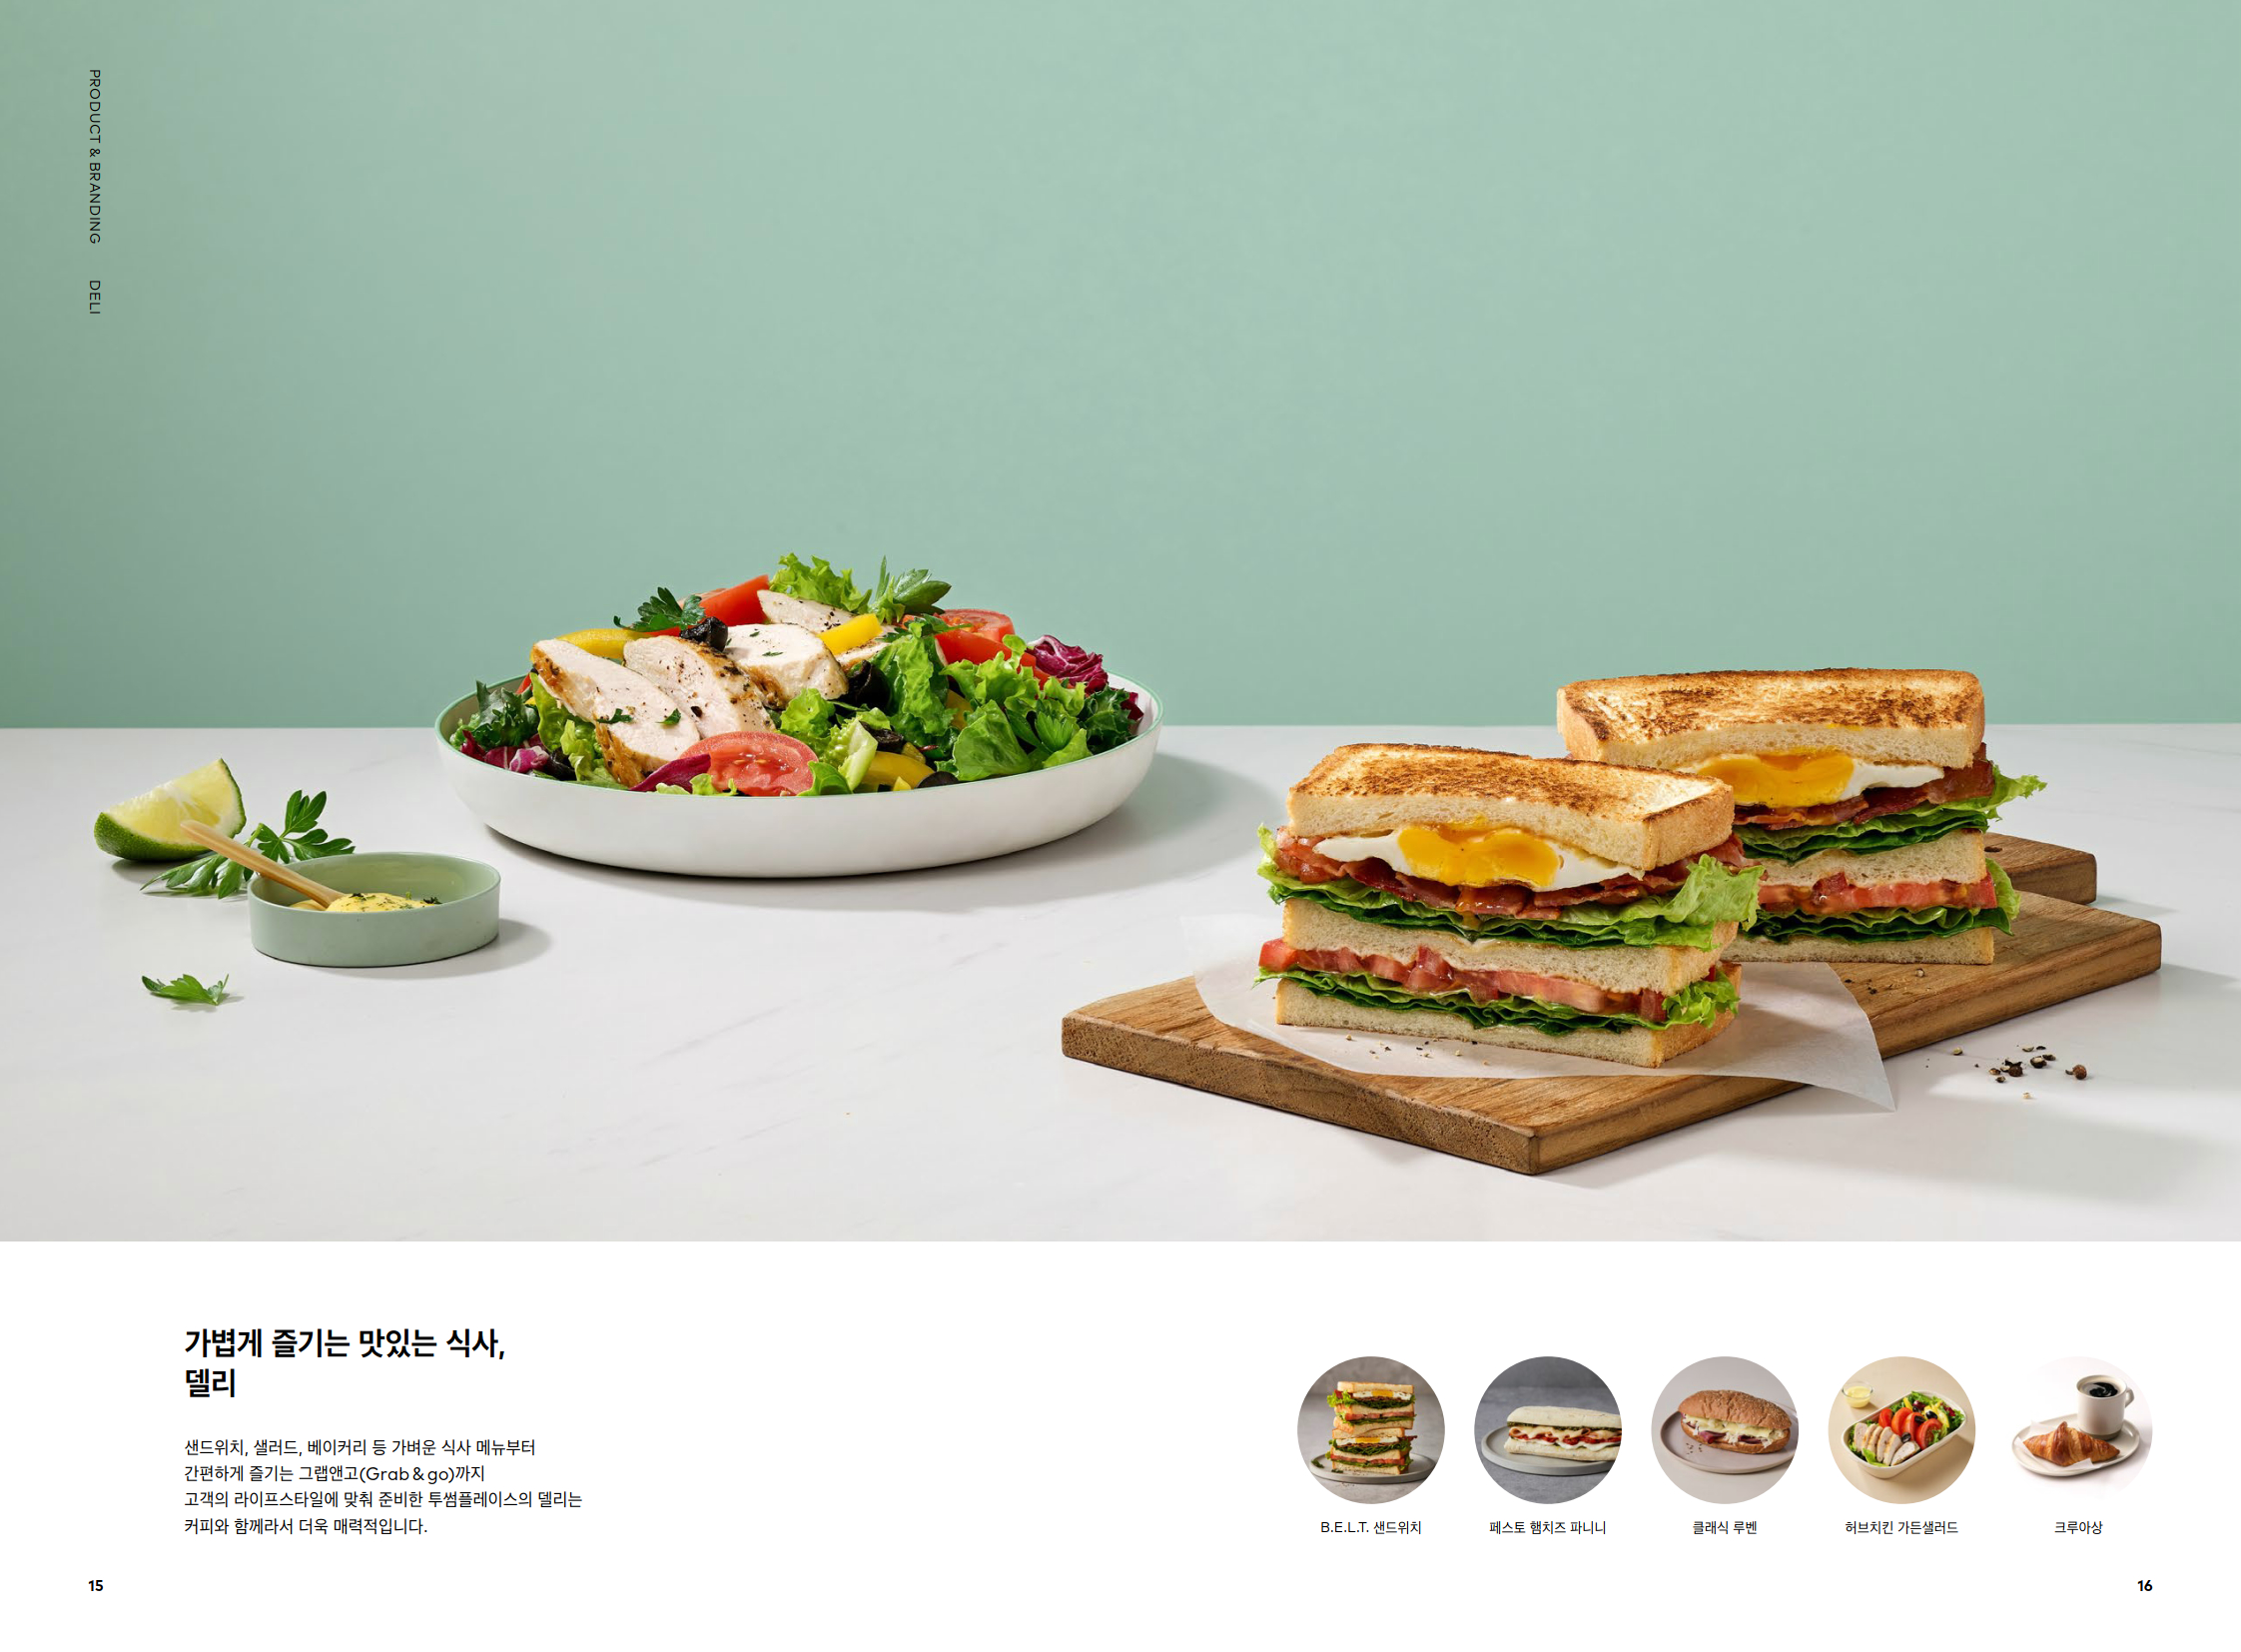 PRODUCT & BRANDING DELI
가볍게 즐기는 맛있는 식사,
델리
샌드위치, 샐러드, 베이커리 등 가벼운 식사 메뉴부터
간편하게 즐기는 그랩앤고(Grab & go)까지
고객의 라이프스타일에 맞춰 준비한 투썸플레이스의 델리는
커피와 함께라서 더욱 매력적입니다.
B.E.L.T. 샌드위치
페스토 햄치즈 파니니
클래식 루벤
허브치킨 가든샐러드
크루아상
15
16